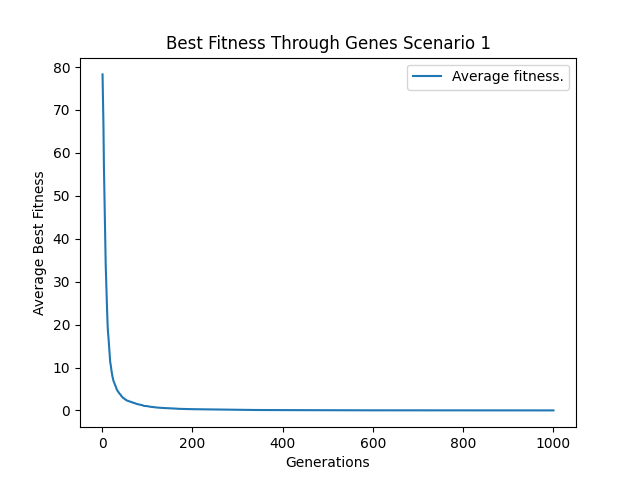 Best Fitness Through Genes Scenario 1
Average fitness.
Average Best Fitness
80
70
60
50
40
30
20
10
0
0 200 400 600 800 1000
Generations